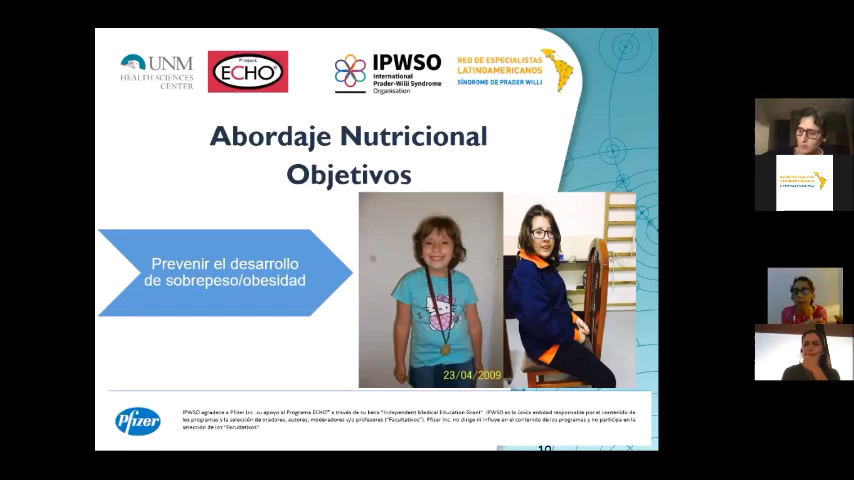 UNM
HEALTH SCIENCES
CENTER
Project
ECHO
IPWSO
International
Prader-Willi Syndrome
Organisation
RED DE ESPECIALISTAS
LATINOAMERICANOS
SÍNDROME DE PRADER WILLI
Abordaje Nutricional
Objetivos
Prevenir el desarrollo
de sobrepeso/obesidad
23/04/2009
Pfizer
IPWSO agradece a Pfizer Inc. su apoyo al Programa ECHO® a través de su beca "Independent Medical Education Grant". IPWSO es la única entidad responsable por el contenido de
los programas y la selección de oradores, autores, moderadores y/o profesores ("Facultativos"). Pfizer Inc. no dirige ni influye en el contenido de los programas y no participa en la
selección de los "Facultativos".